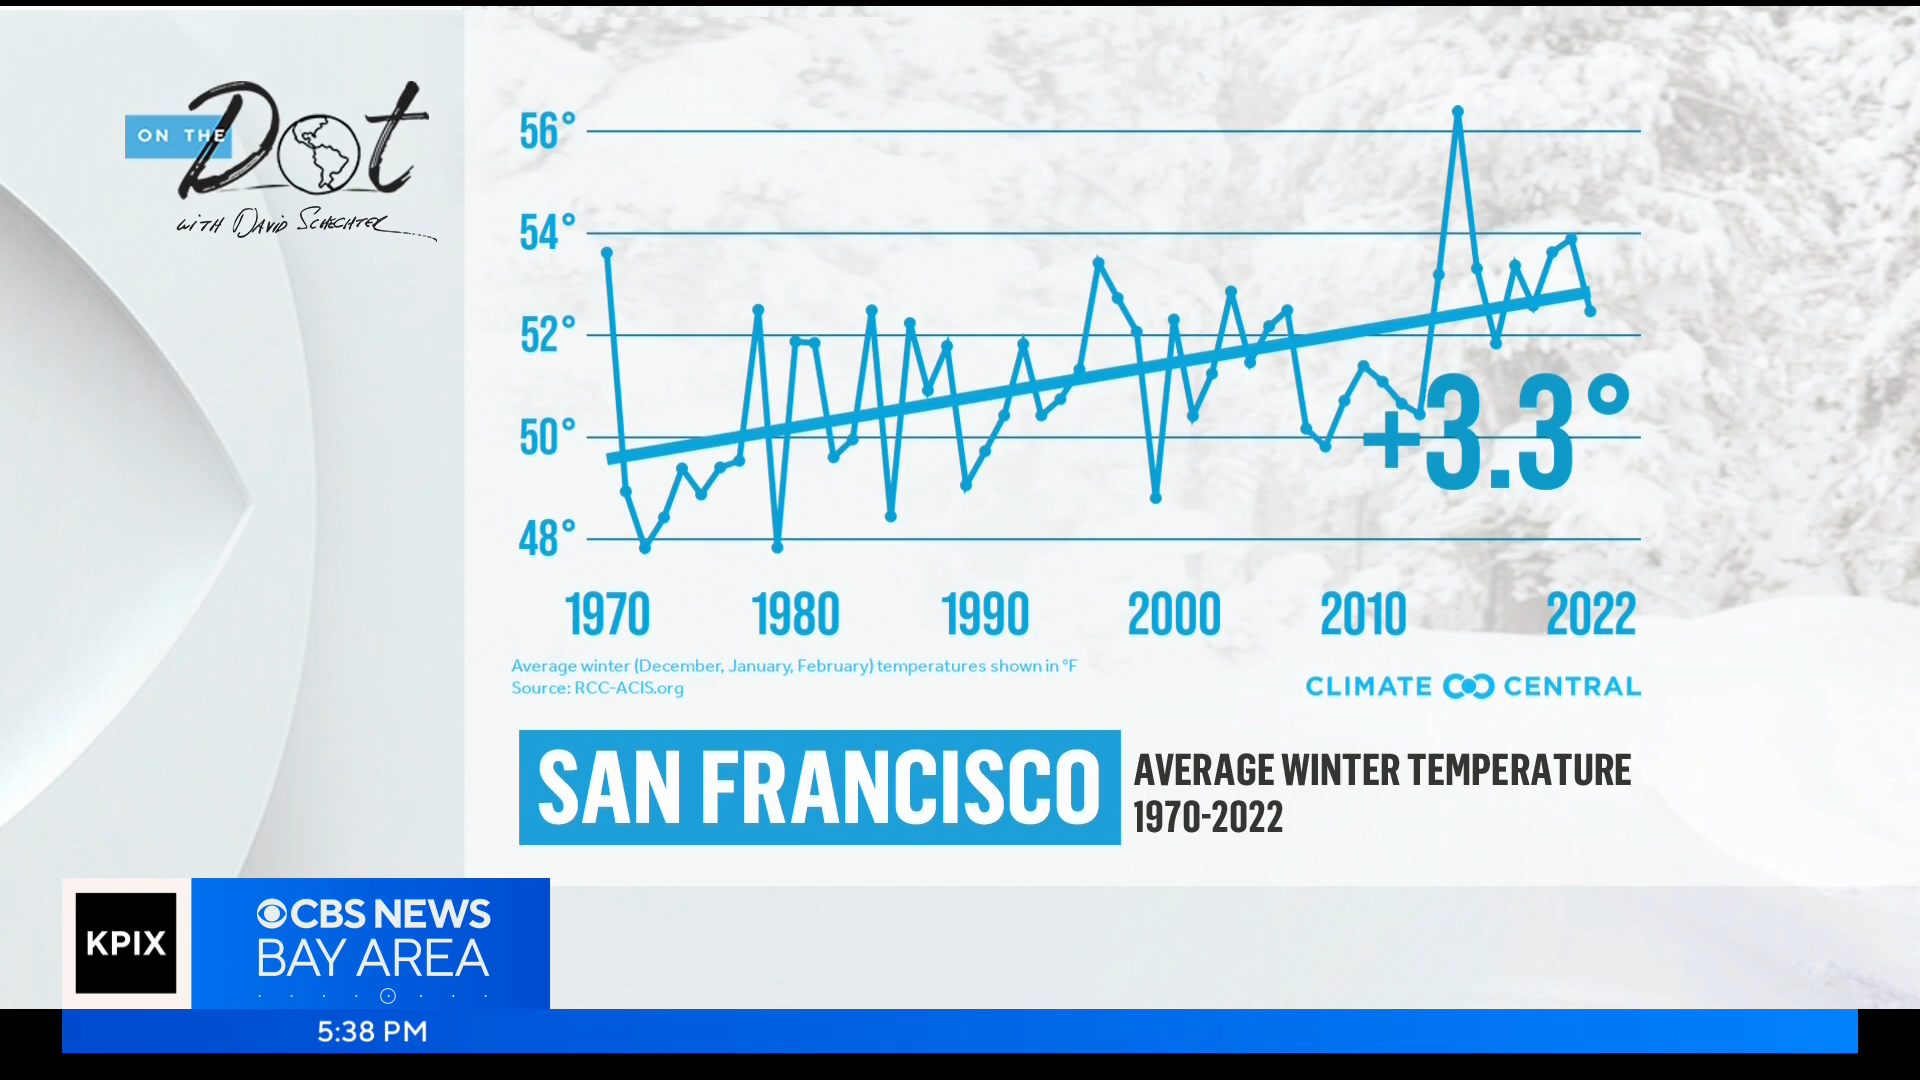 ON THE
Dot
WITH DAVID SCHECHTER
56°
54°
52°
50°
48°
+3.3°
1970 1980 1990 2000 2010 2022
Average winter (December, January, February) temperatures shown in °F
Source: RCC-ACIS.org
CLIMATE CENTRAL
SAN FRANCISCO
AVERAGE WINTER TEMPERATURE
1970-2022
KPIX
CBS NEWS
BAY AREA
5:38 PM